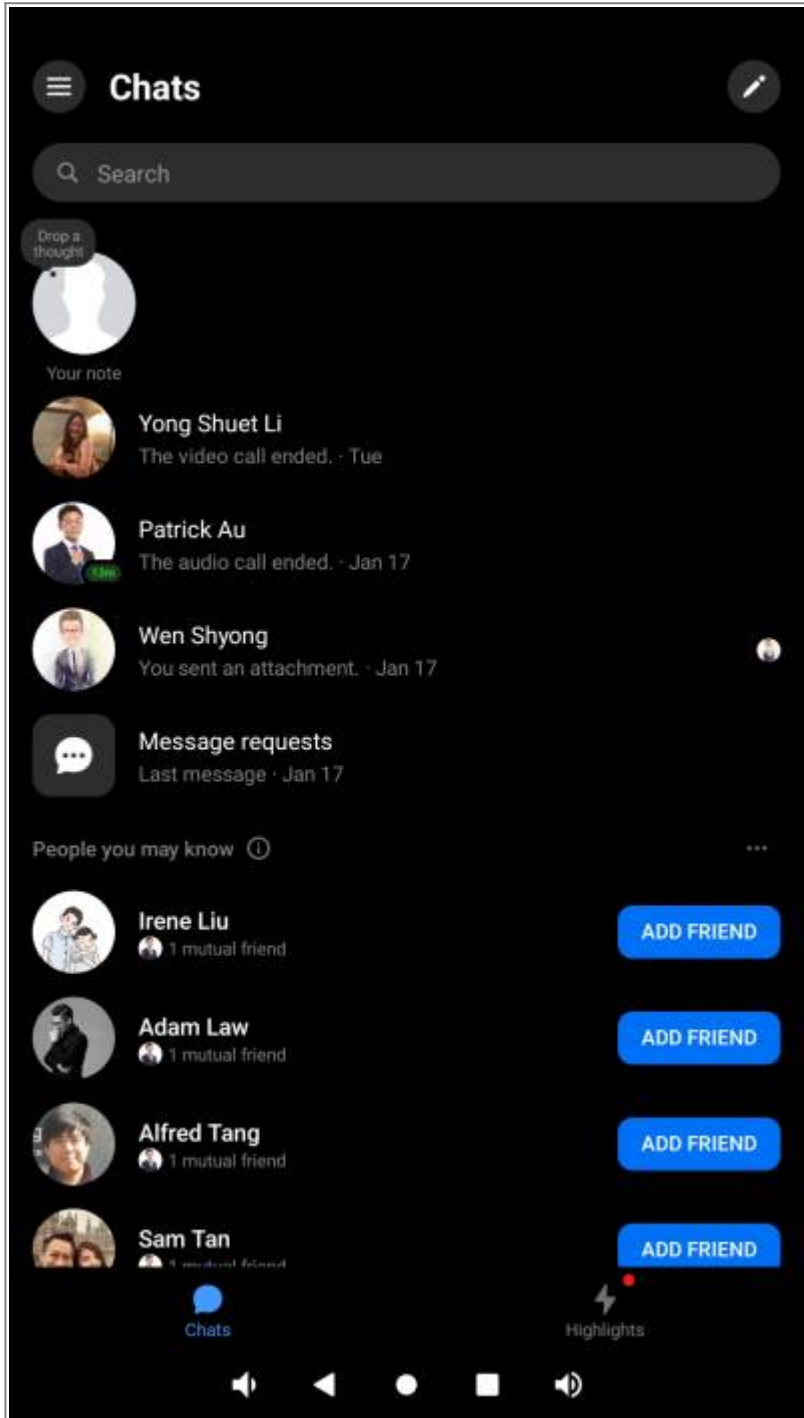 Chats
Search
Drop a
thought
Your note
Yong Shuet Li
The video call ended. · Tue
Patrick Au
The audio call ended. · Jan 17
Wen Shyong
You sent an attachment. · Jan 17
Message requests
Last message · Jan 17
People you may know
Irene Liu
1 mutual friend
ADD FRIEND
Adam Law
1 mutual friend
ADD FRIEND
Alfred Tang
1 mutual friend
ADD FRIEND
Sam Tan
1 mutual friend
ADD FRIEND
Chats
Highlights